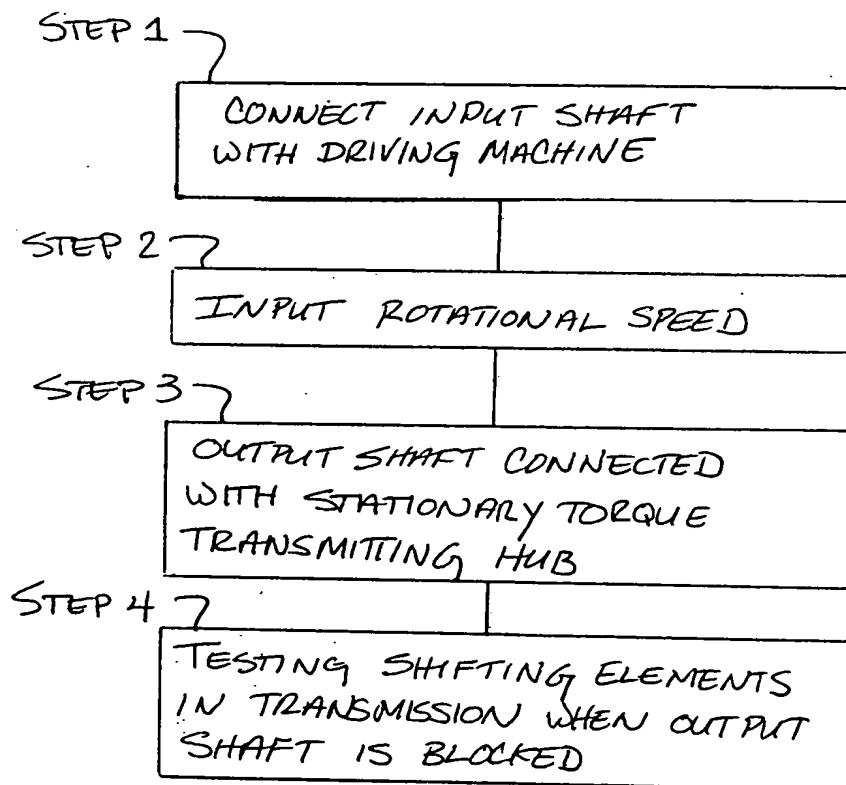 STEP 1
CONNECT INPUT SHAFT
WITH DRIVING MACHINE
STEP 2
INPUT ROTATIONAL SPEED
STEP 3
OUTPUT SHAFT CONNECTED
WITH STATIONARY TORQUE
TRANSMITTING HUB
STEP 4
TESTING SHIFTING ELEMENTS
IN TRANSMISSION WHEN OUTPUT
SHAFT IS BLOCKED